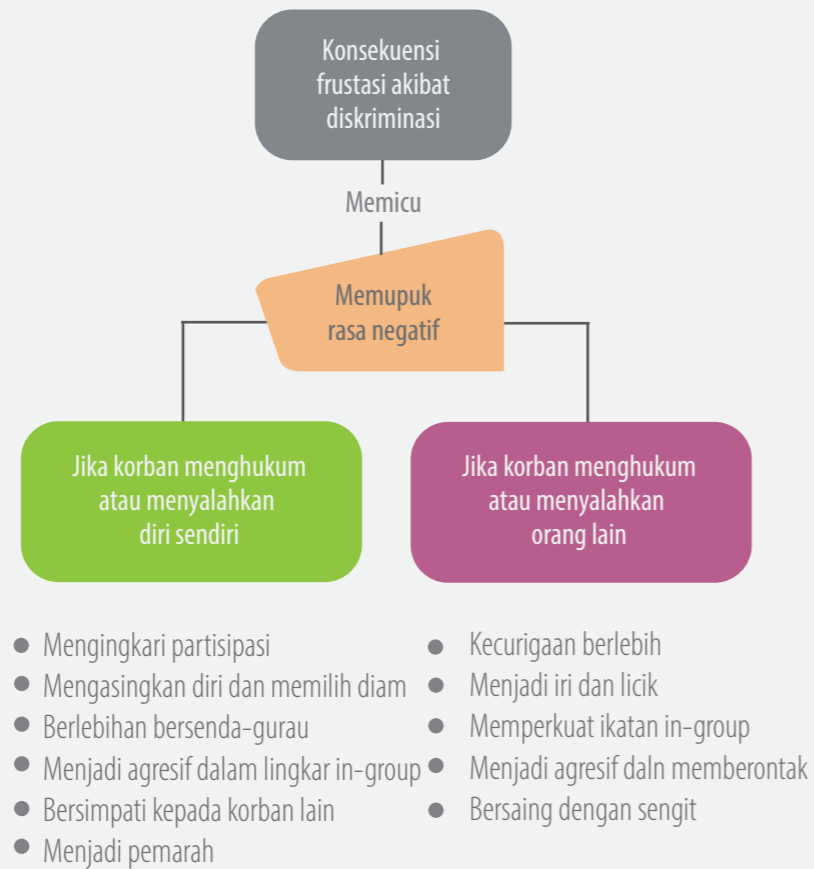 Konsekuensi
frustasi akibat
diskriminasi
Memicu
Memupuk
rasa negatif
Jika korban menghukum
atau menyalahkan
diri sendiri
Jika korban menghukum
atau menyalahkan
orang lain
● Mengingkari partisipasi
● Mengasingkan diri dan memilih diam
● Berlebihan bersenda-gurau
● Menjadi agresif dalam lingkar in-group
● Bersimpati kepada korban lain
● Menjadi pemarah
● Kecurigaan berlebih
● Menjadi iri dan licik
● Memperkuat ikatan in-group
● Menjadi agresif daln memberontak
● Bersaing dengan sengit